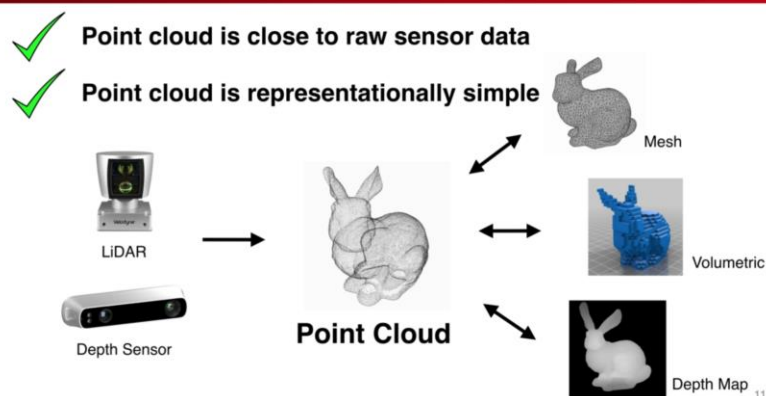 Point cloud is close to raw sensor data
Point cloud is representationally simple
Mesh
Velodyne
LiDAR
Volumetric
Point Cloud
Depth Sensor
Depth Map
11